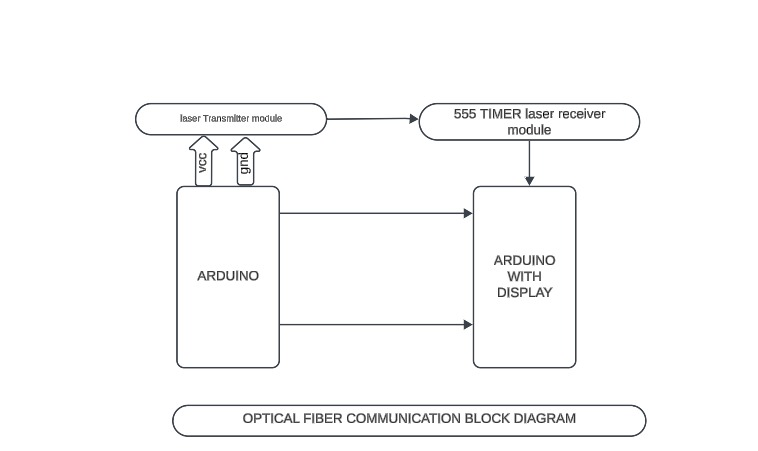 laser Transmitter module
555 TIMER laser receiver
module
vcc
gnd
ARDUINO
ARDUINO
WITH
DISPLAY
OPTICAL FIBER COMMUNICATION BLOCK DIAGRAM